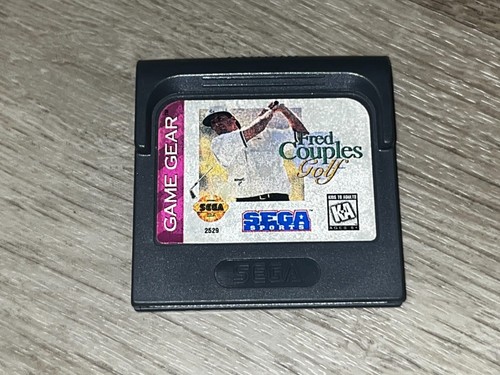 GAME GEAR
Fred
Couples
Golf
SEGA
2529
SEGA
SPORTS
KIDS TO ADULTS
K-A
AGES 6+
SEGA